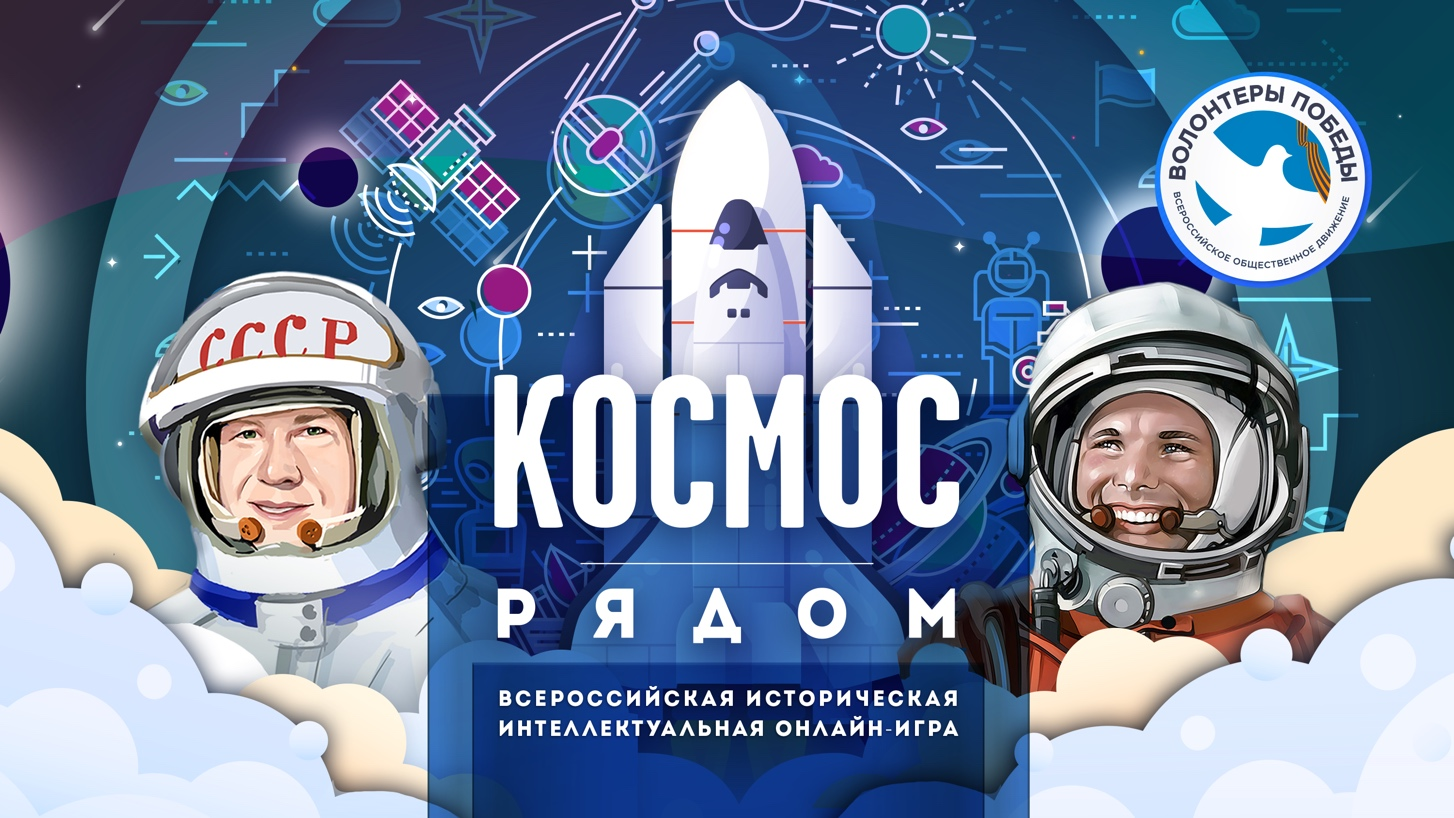 ВОЛОНТЕРЫ ПОБЕДЫ
ВСЕРОССИЙСКОЕ ОБЩЕСТВЕННОЕ ДВИЖЕНИЕ
СССР
КОСМОС
РЯДОМ
ВСЕРОССИЙСКАЯ ИСТОРИЧЕСКАЯ
ИНТЕЛЛЕКТУАЛЬНАЯ ОНЛАЙН-ИГРА